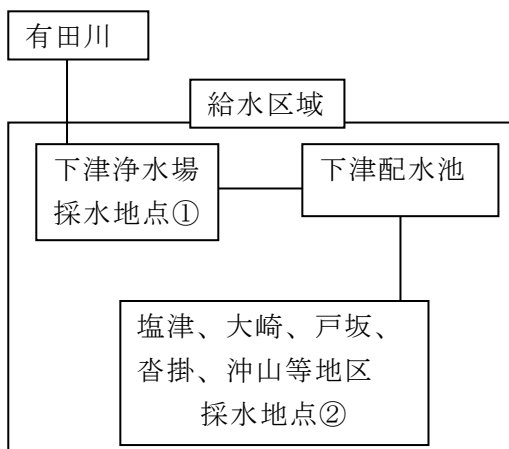 有田川
給水区域
下津浄水場
採水地点①
下津配水池
塩津、大崎、戸坂、
沓掛、沖山等地区
採水地点②